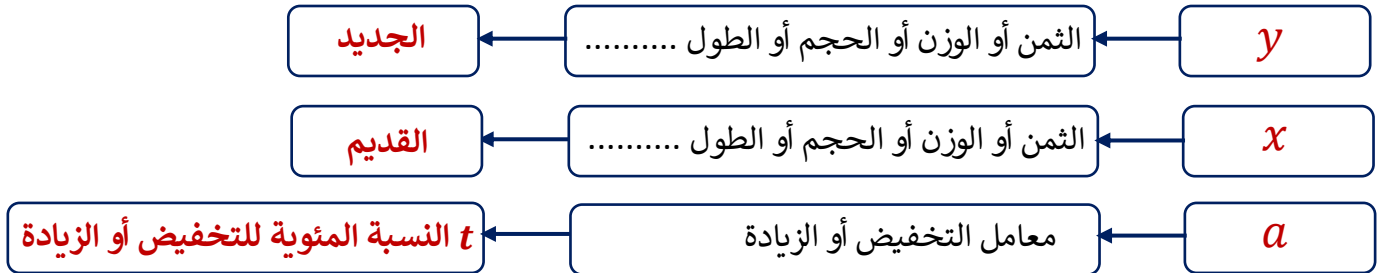 y الثمن أو الوزن أو الحجم أو الطول .......... الجديد
x الثمن أو الوزن أو الحجم أو الطول .......... القديم
a معامل التخفيض أو الزيادة t النسبة المئوية للتخفيض أو الزيادة